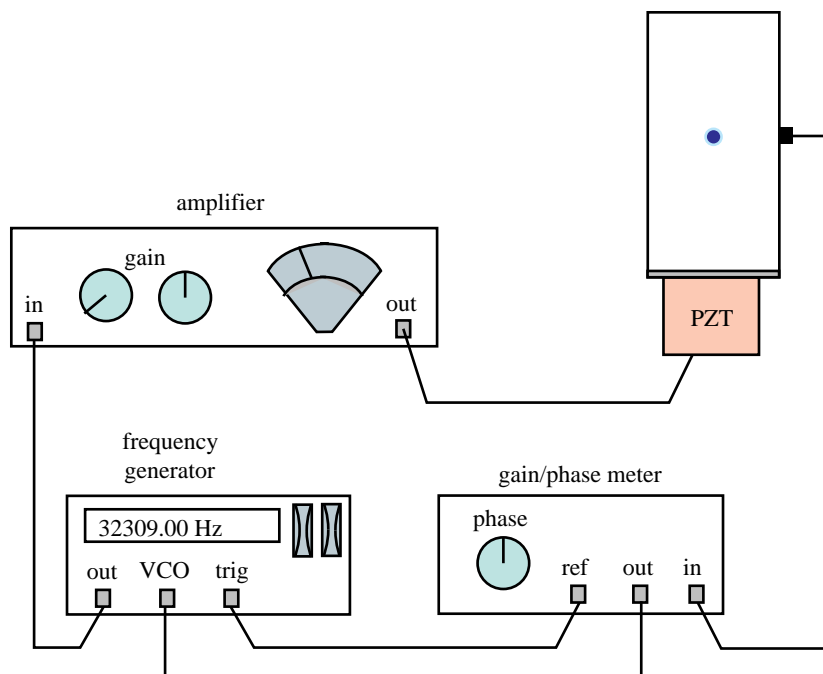 amplifier
gain
in
out
PZT
frequency
generator
gain/phase meter
32309.00 Hz
phase
out VCO trig
ref out in